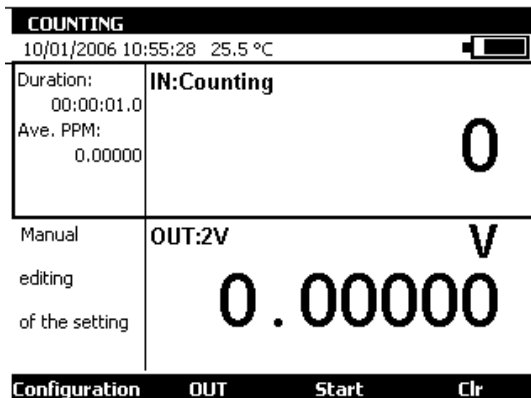 COUNTING
10/01/2006 10:55:28 25.5 °C
Duration:
00:00:01.0
Ave. PPM:
0.00000
IN:Counting
0
Manual
editing
of the setting
OUT:2V
V
0.00000
Configuration OUT Start Clr